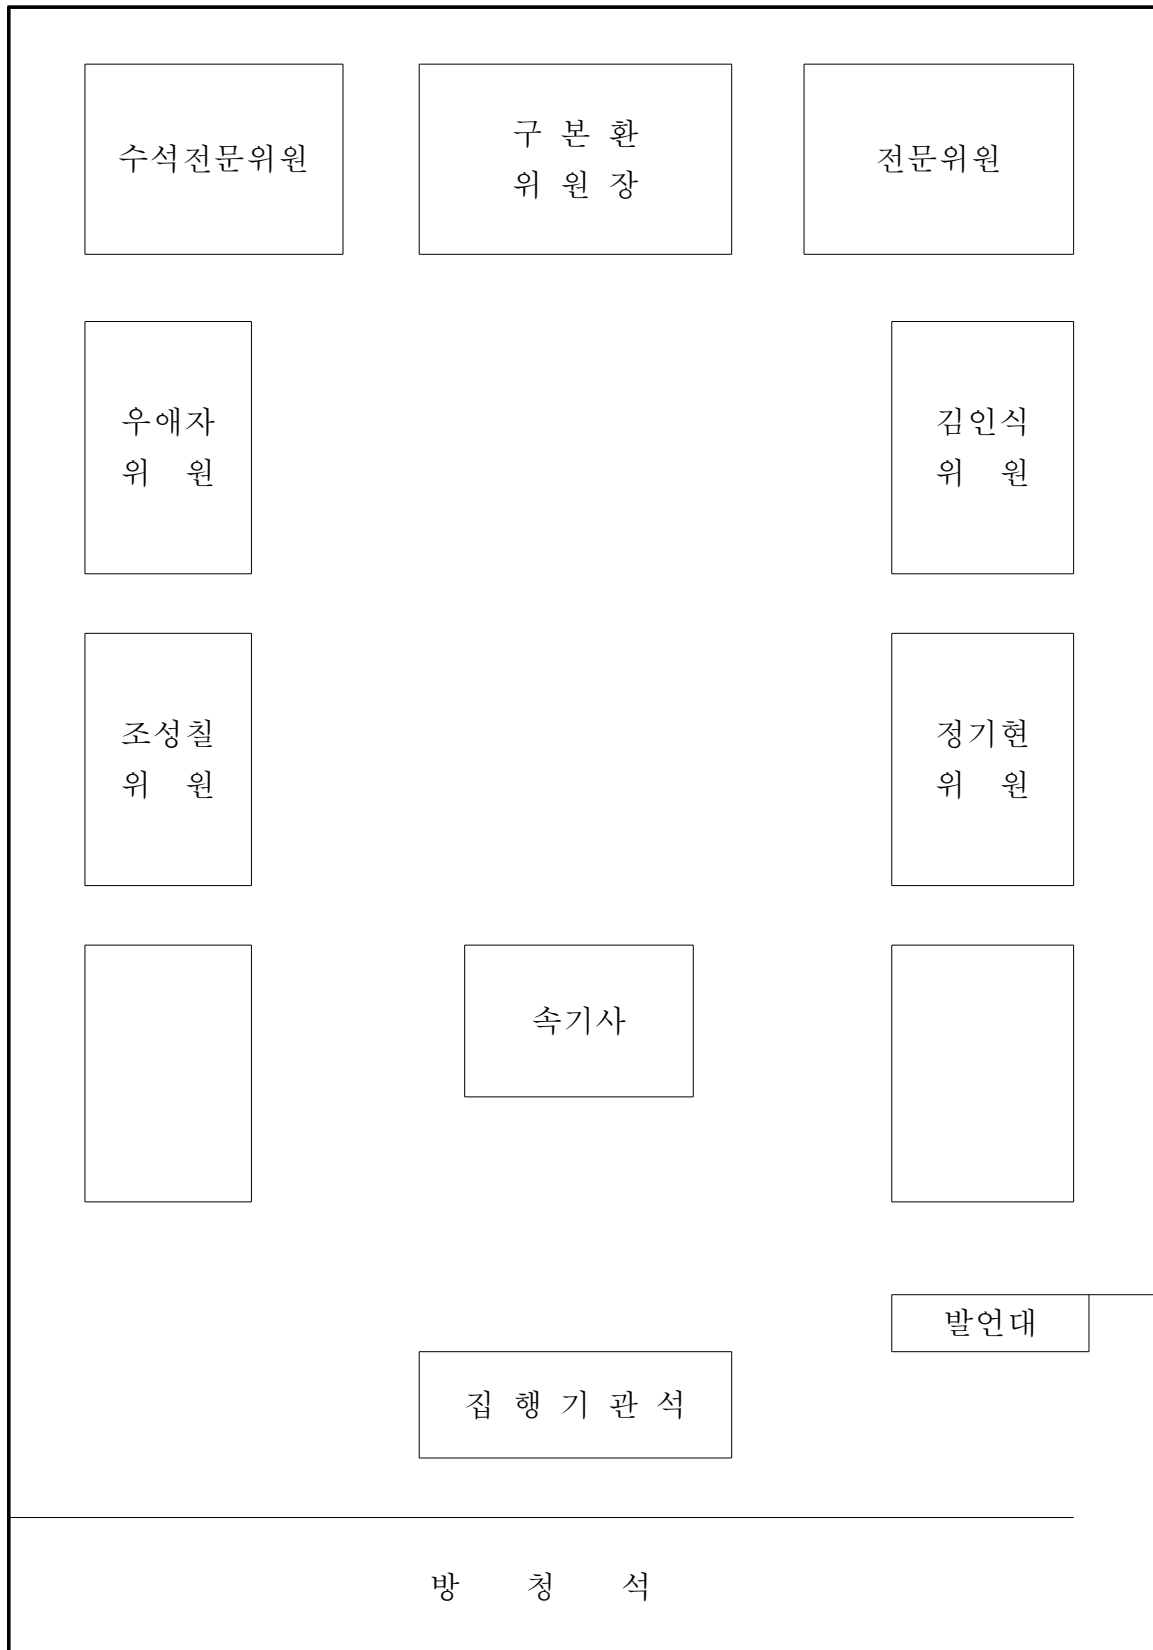 수석전문위원
구 본 환
위 원 장
전문위원
우애자
위 원
김인식
위 원
조성칠
위 원
정기현
위 원
속기사
발언대
집 행 기 관 석
방 청 석